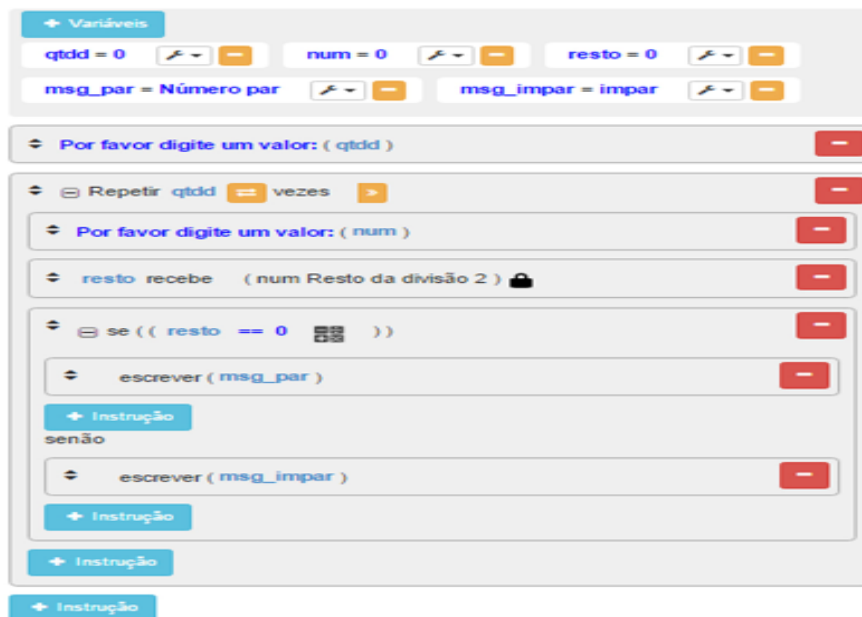 + Variáveis
qtdd = 0 num = 0 resto = 0
msg_par = Número par msg_impar = impar
Por favor digite um valor: ( qtdd )
Repetir qtdd vezes
Por favor digite um valor: ( num )
resto recebe ( num Resto da divisão 2 )
se ( ( resto == 0 ) )
escrever ( msg_par )
+ Instrução
senão
escrever ( msg_impar )
+ Instrução
+ Instrução
+ Instrução